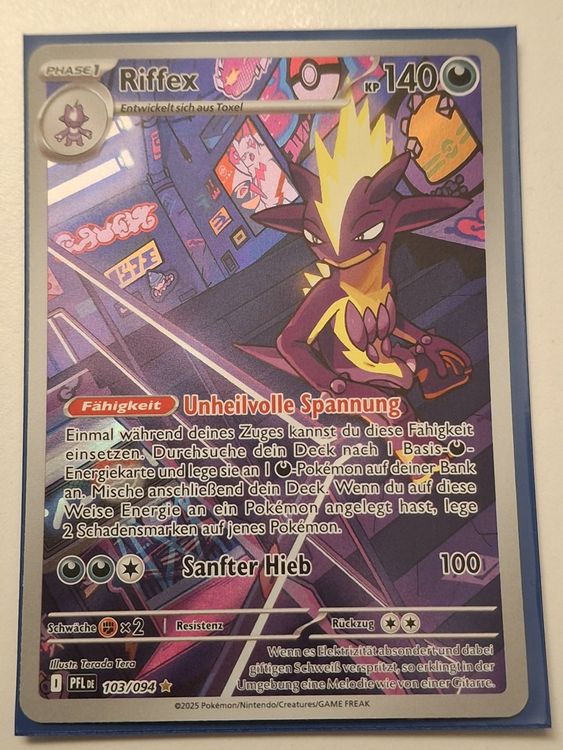 PHASE 1
Riffex
KP 140
Entwickelt sich aus Toxel
Fähigkeit Unheilvolle Spannung
Einmal während deines Zuges kannst du diese Fähigkeit
einsetzen. Durchsuche dein Deck nach 1 Basis-
Energiekarte und lege sie an 1 -Pokémon auf deiner Bank
an. Mische anschließend dein Deck. Wenn du auf diese
Weise Energie an ein Pokémon angelegt hast, lege
2 Schadensmarken auf jenes Pokémon.
Sanfter Hieb 100
Schwäche ×2 Resistenz Rückzug
Illustr. Terada Tera
Wenn es Elektrizität absondert und dabei
giftigen Schweiß verspritzt, so erklingt in der
Umgebung eine Melodie wie von einer Gitarre.
I PFL DE 103/094
©2025 Pokémon/Nintendo/Creatures/GAME FREAK